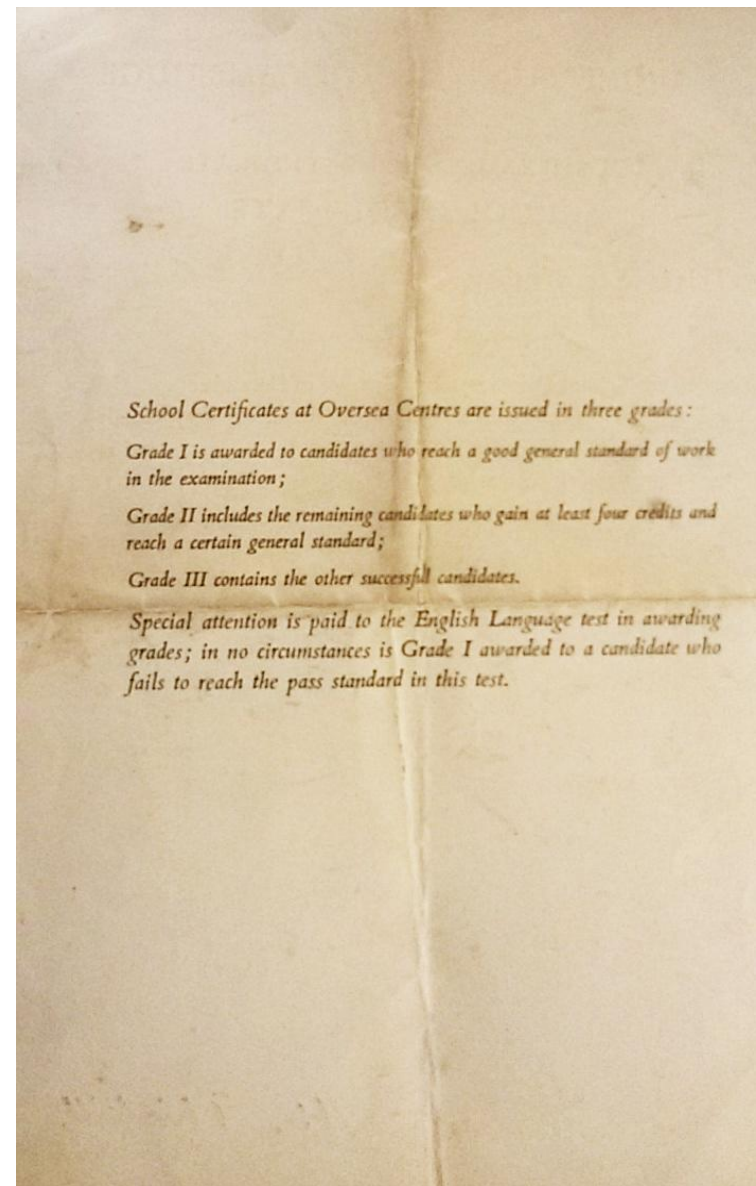 School Certificates at Oversea Centres are issued in three grades:
Grade I is awarded to candidates who reach a good general standard of work
in the examination;
Grade II includes the remaining candidates who gain at least four credits and
reach a certain general standard;
Grade III contains the other successful candidates.
Special attention is paid to the English Language test in awarding
grades; in no circumstances is Grade I awarded to a candidate who
fails to reach the pass standard in this test.